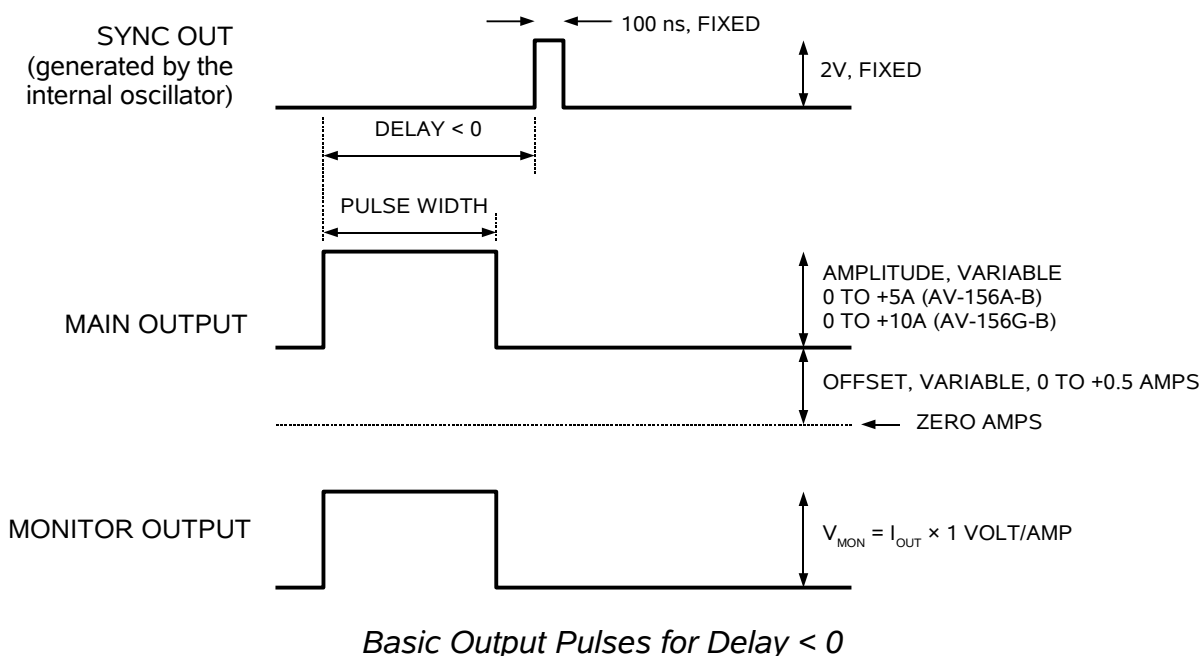 SYNC OUT
(generated by the
internal oscillator)
100 ns, FIXED
2V, FIXED
DELAY < 0
PULSE WIDTH
MAIN OUTPUT
AMPLITUDE, VARIABLE
0 TO +5A (AV-156A-B)
0 TO +10A (AV-156G-B)
OFFSET, VARIABLE, 0 TO +0.5 AMPS
ZERO AMPS
MONITOR OUTPUT
V_MON = I_OUT × 1 VOLT/AMP
Basic Output Pulses for Delay < 0